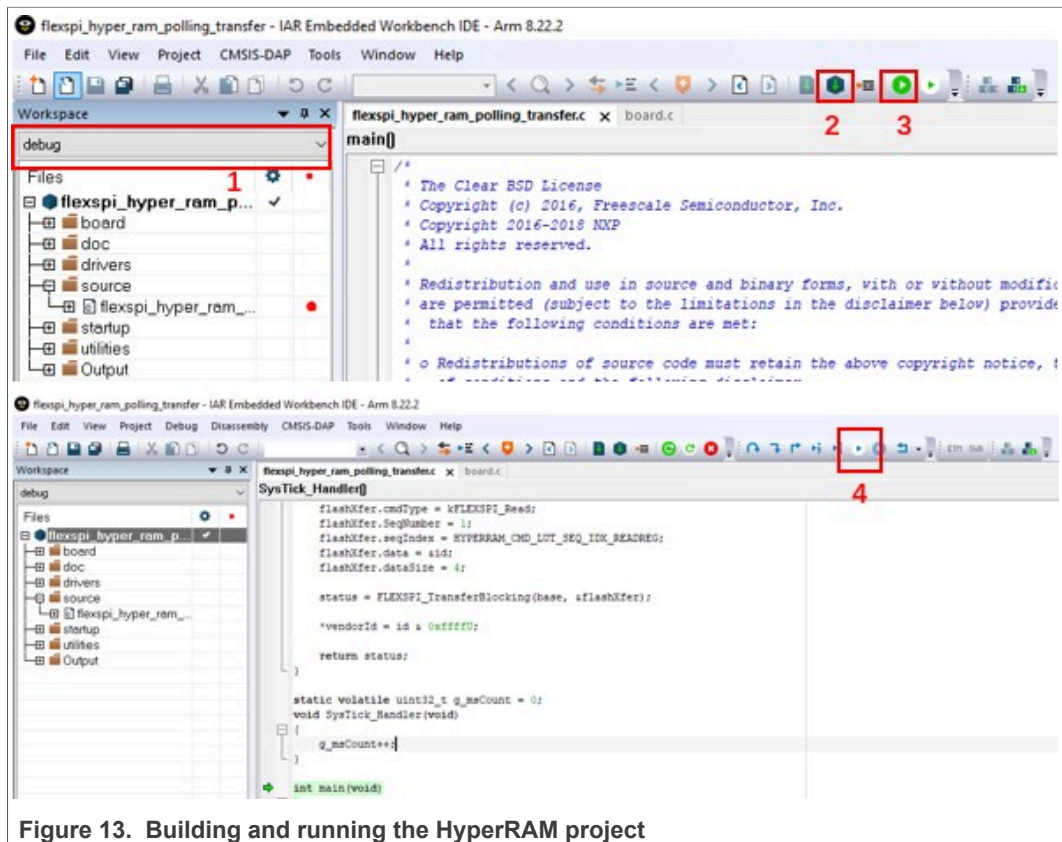 flexspi_hyper_ram_polling_transfer - IAR Embedded Workbench IDE - Arm 8.22.2
File Edit View Project CMSIS-DAP Tools Window Help
Workspace
debug
1
Files
flexspi_hyper_ram_p...
board
doc
drivers
source
flexspi_hyper_ram_...
startup
utilities
Output
flexspi_hyper_ram_polling_transfer.c x board.c
2 3
main()
/*
* The Clear BSD License
* Copyright (c) 2016, Freescale Semiconductor, Inc.
* Copyright 2016-2018 NXP
* All rights reserved.
*
* Redistribution and use in source and binary forms, with or without modific
* are permitted (subject to the limitations in the disclaimer below) provide
* that the following conditions are met:
*
* o Redistributions of source code must retain the above copyright notice, t
flexspi_hyper_ram_polling_transfer - IAR Embedded Workbench IDE - Arm 8.22.2
File Edit View Project Debug Disassembly CMSIS-DAP Tools Window Help
Workspace
debug
Files
flexspi_hyper_ram_p...
board
doc
drivers
source
flexspi_hyper_ram_...
startup
utilities
Output
flexspi_hyper_ram_polling_transfer.c x board.c
4
SysTick_Handler()
flashXfer.cmdType = kFLEXSPI_Read;
flashXfer.SeqNumber = 1;
flashXfer.seqIndex = HYPERRAM_CMD_LUT_SEQ_IDX_READREG;
flashXfer.data = &id;
flashXfer.dataSize = 4;
status = FLEXSPI_TransferBlocking(base, &flashXfer);
*vendorId = id & 0xffffU;
return status;
}
static volatile uint32_t g_msCount = 0;
void SysTick_Handler(void)
{
g_msCount++;
}
int main(void)
Figure 13. Building and running the HyperRAM project